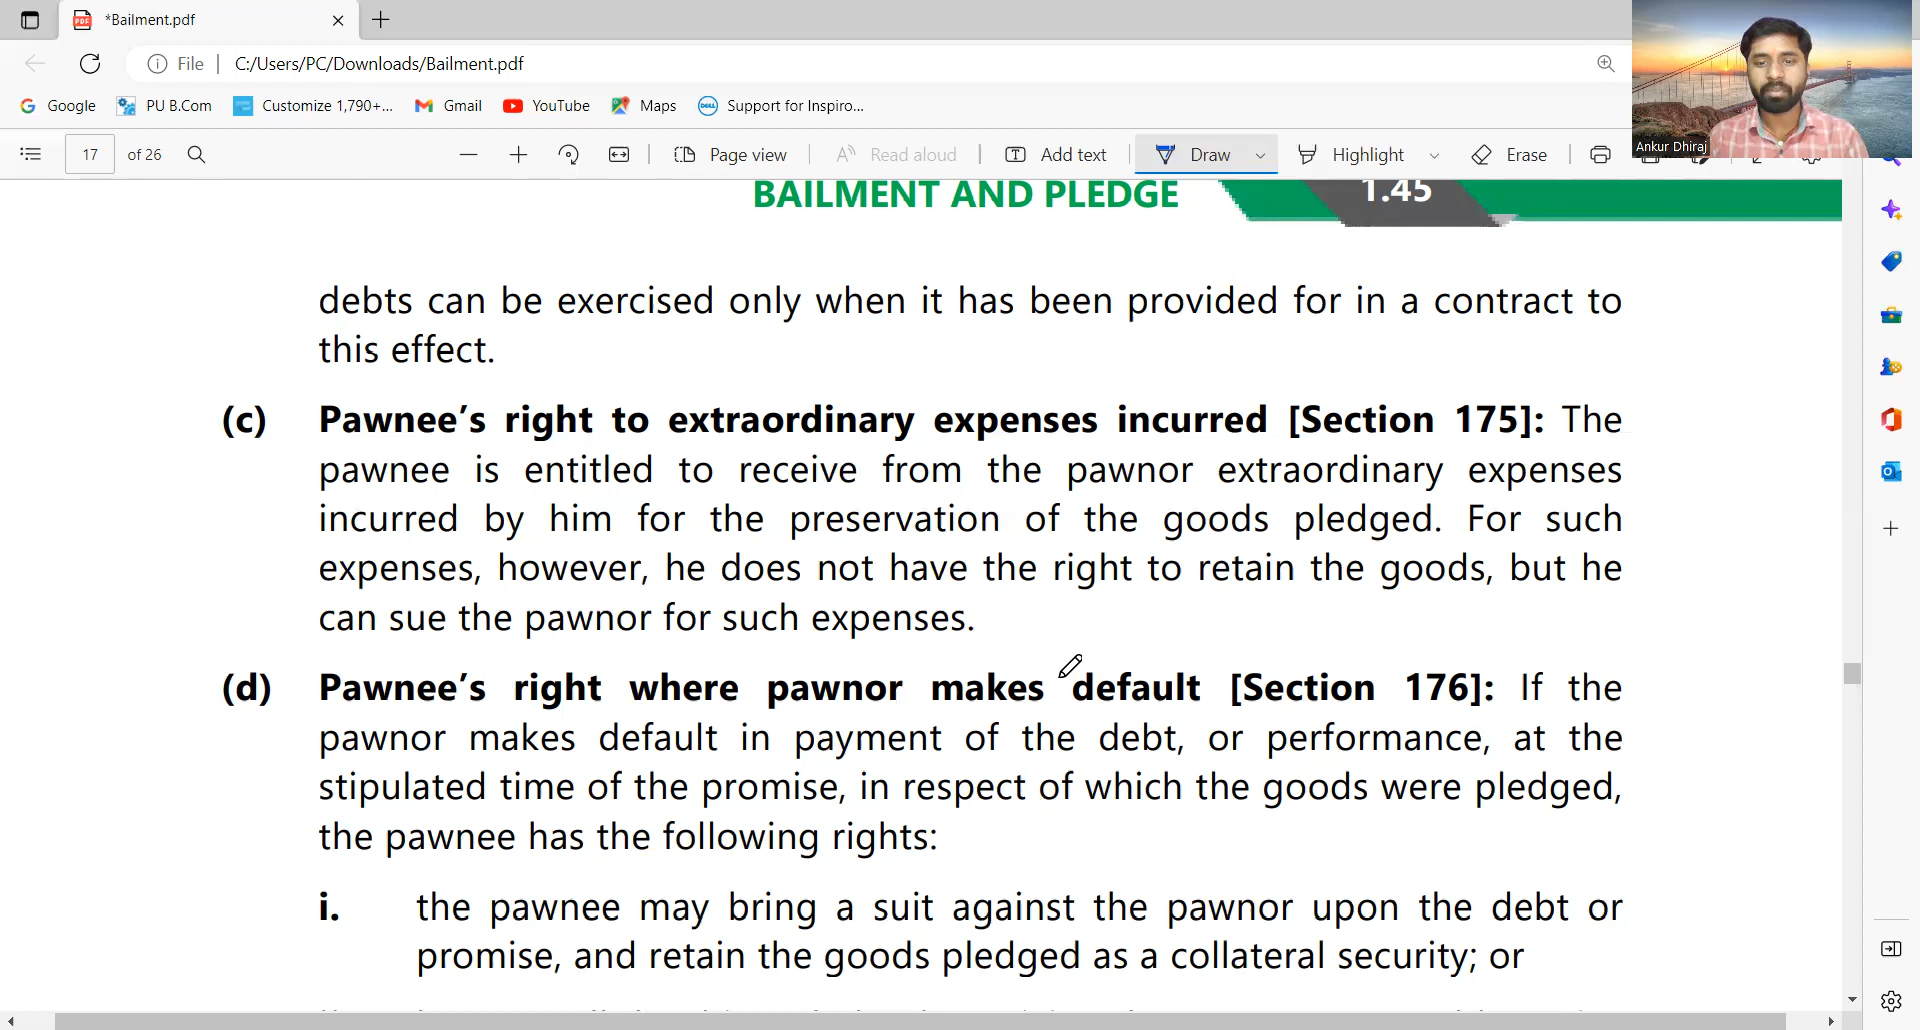 *Bailment.pdf
File
C:/Users/PC/Downloads/Bailment.pdf
Google
PU B.Com
Customize 1,790+...
Gmail
YouTube
Maps
Support for Inspiro...
17 of 26
Page view
Read aloud
Add text
Draw
Highlight
Erase
Ankur Dhiraj
BAILMENT AND PLEDGE
1.45
debts can be exercised only when it has been provided for in a contract to
this effect.
(c) Pawnee’s right to extraordinary expenses incurred [Section 175]: The
pawnee is entitled to receive from the pawnor extraordinary expenses
incurred by him for the preservation of the goods pledged. For such
expenses, however, he does not have the right to retain the goods, but he
can sue the pawnor for such expenses.
(d) Pawnee’s right where pawnor makes default [Section 176]: If the
pawnor makes default in payment of the debt, or performance, at the
stipulated time of the promise, in respect of which the goods were pledged,
the pawnee has the following rights:
i. the pawnee may bring a suit against the pawnor upon the debt or
promise, and retain the goods pledged as a collateral security; or